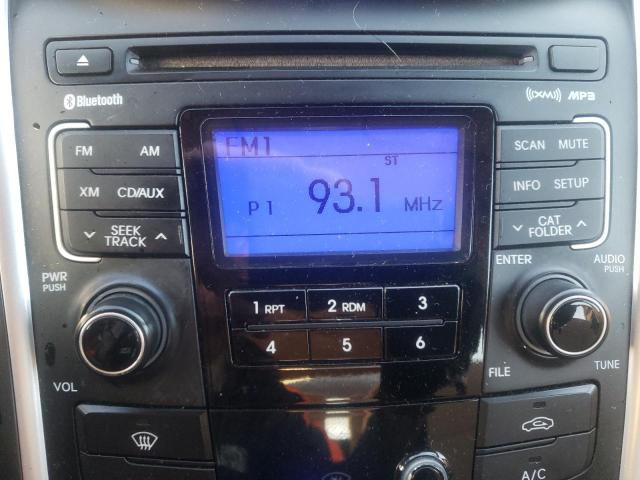 Bluetooth
((XM)) MP3
FM AM
XM CD/AUX
SEEK
TRACK
FM1
ST
P1 93.1 MHz
SCAN MUTE
INFO SETUP
CAT
FOLDER
PWR
PUSH
VOL
1 RPT 2 RDM 3
4 5 6
ENTER
AUDIO
PUSH
FILE
TUNE
A/C